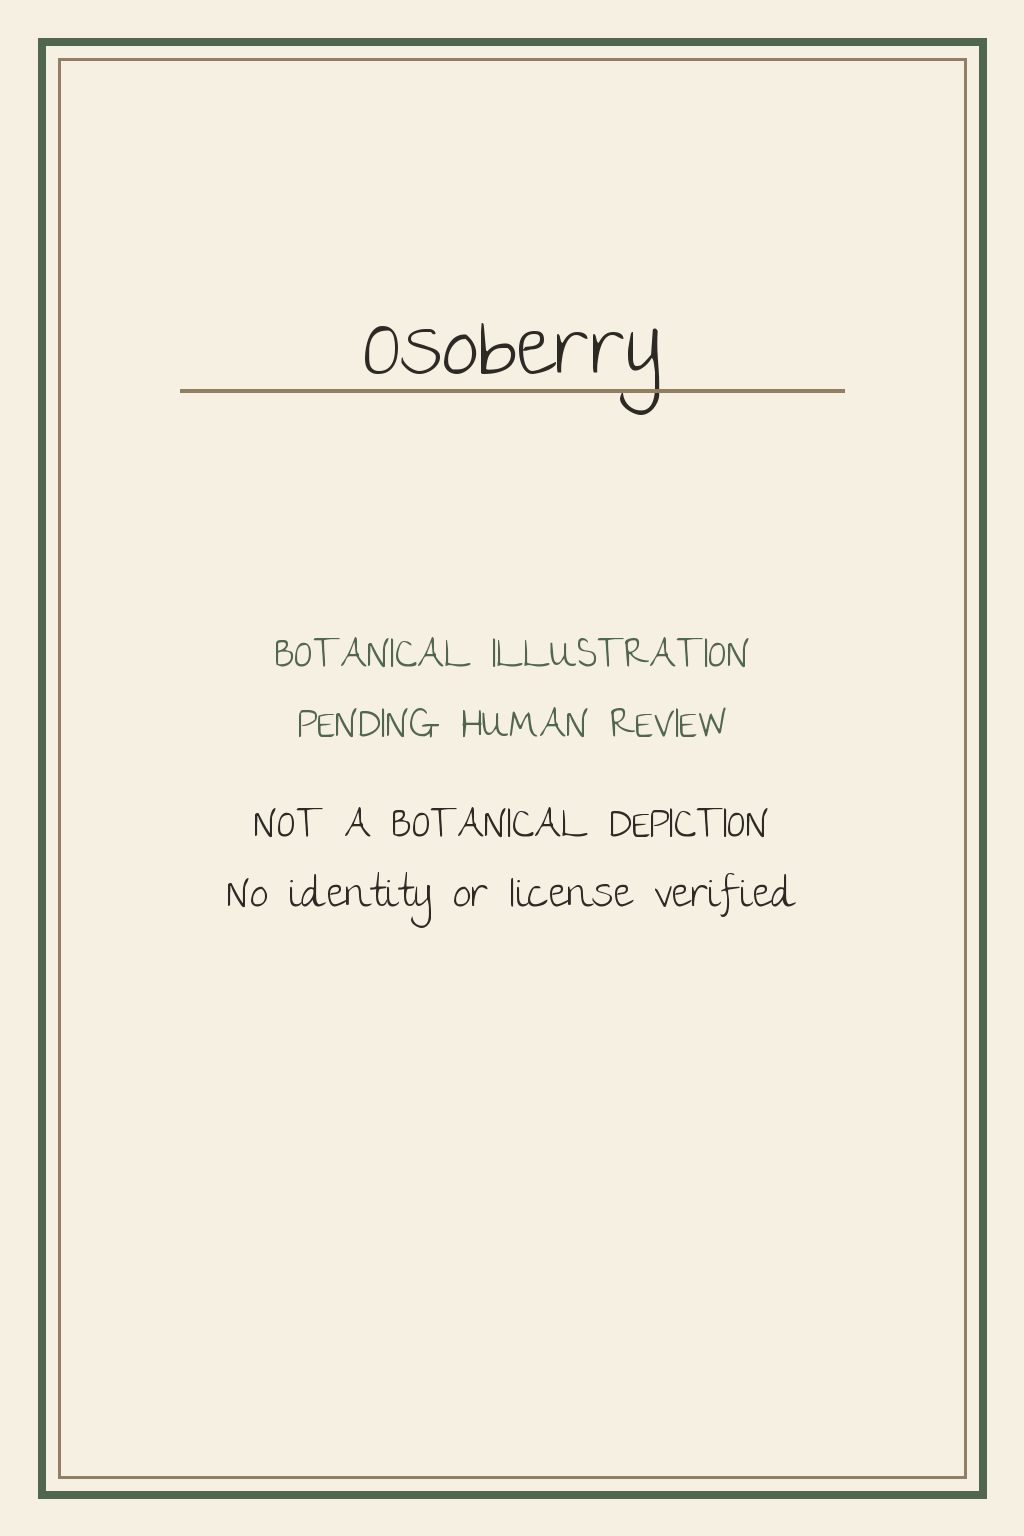 Osoberry
BOTANICAL ILLUSTRATION
PENDING HUMAN REVIEW
NOT A BOTANICAL DEPICTION
No identity or license verified